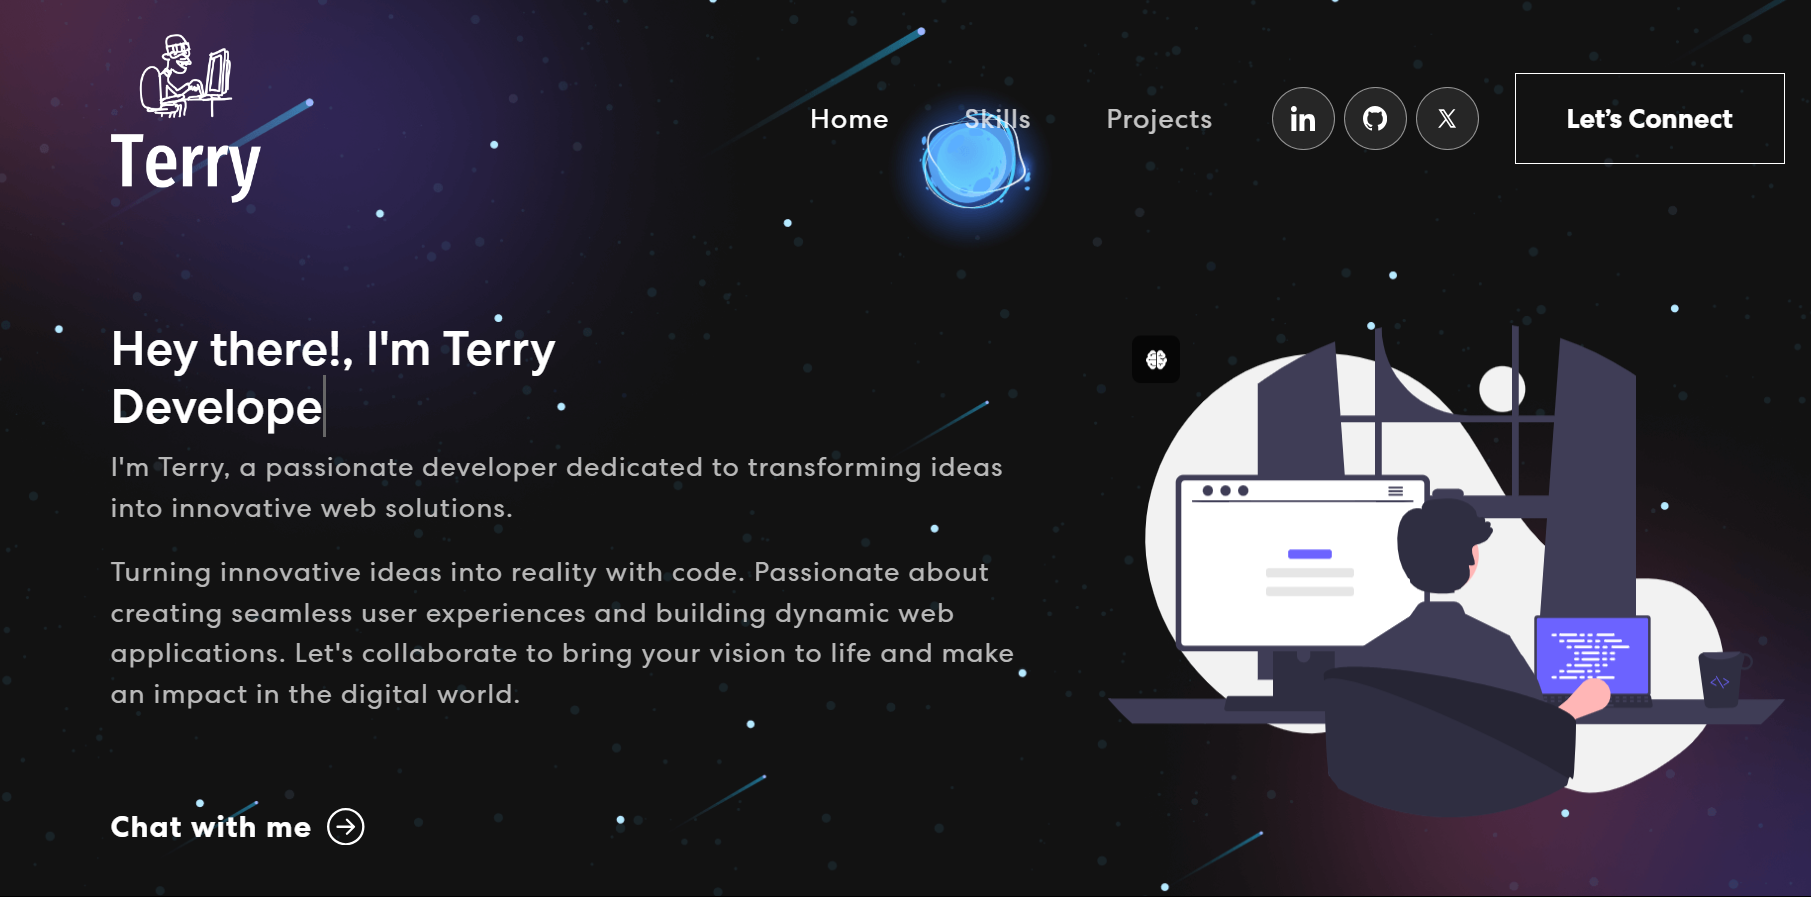 Terry
Home Skills Projects Let’s Connect
Hey there!, I'm Terry
Develope
I'm Terry, a passionate developer dedicated to transforming ideas
into innovative web solutions.
Turning innovative ideas into reality with code. Passionate about
creating seamless user experiences and building dynamic web
applications. Let's collaborate to bring your vision to life and make
an impact in the digital world.
Chat with me